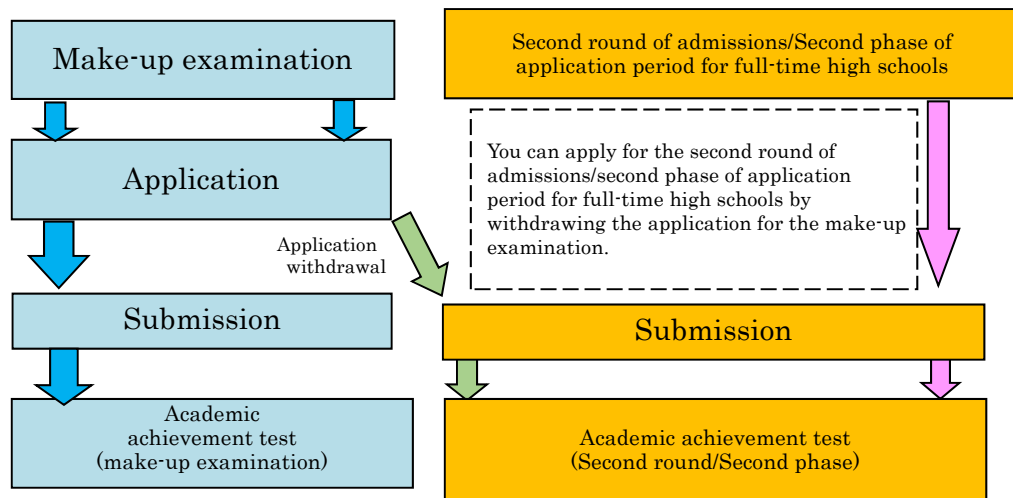 Make-up examination
Second round of admissions/Second phase of
application period for full-time high schools
You can apply for the second round of
admissions/second phase of application
period for full-time high schools by
withdrawing the application for the make-up
examination.
Application
Application
withdrawal
Submission
Submission
Academic
achievement test
(make-up examination)
Academic achievement test
(Second round/Second phase)